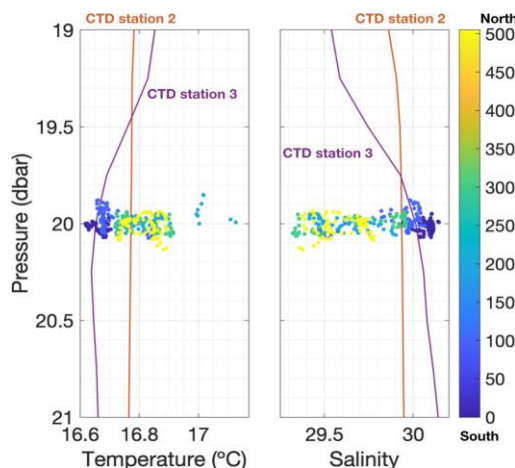 CTD station 2
CTD station 2
North
19
500
450
CTD station 3
400
19.5
350
CTD station 3
300
Pressure (dbar)
20
250
200
150
20.5
100
50
21
0
16.6
16.8
17
29.5
30
South
Temperature (ºC)
Salinity